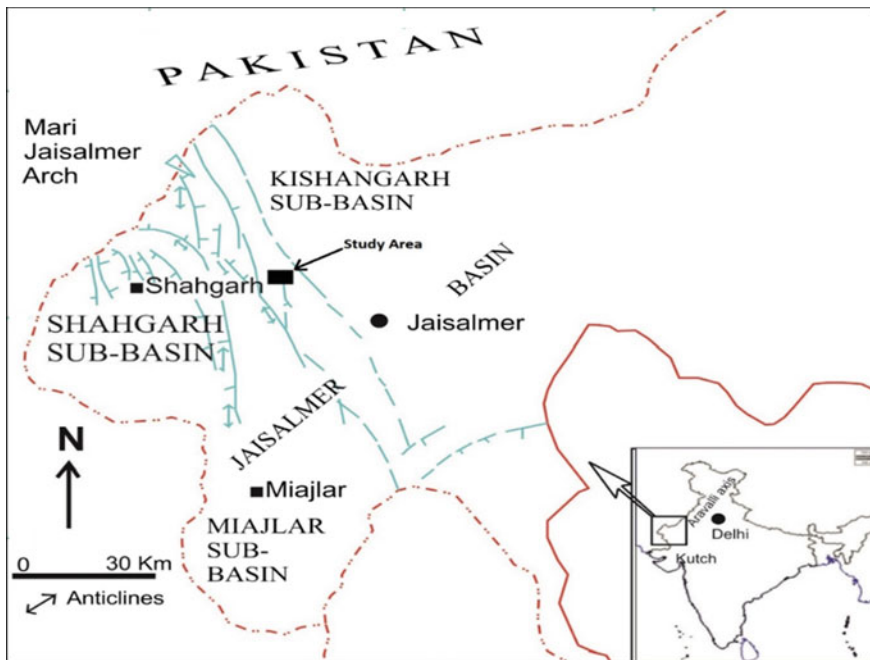 PAKISTAN
Mari
Jaisalmer
Arch
KISHANGARH
SUB-BASIN
Study Area
BASIN
Shahgarh
SHAHGARH
SUB-BASIN
Jaisalmer
JAISALMER
N
Miajlar
MIAJLAR
SUB-
BASIN
0 30 Km
Anticlines
Aravalli axis
Delhi
Kutch